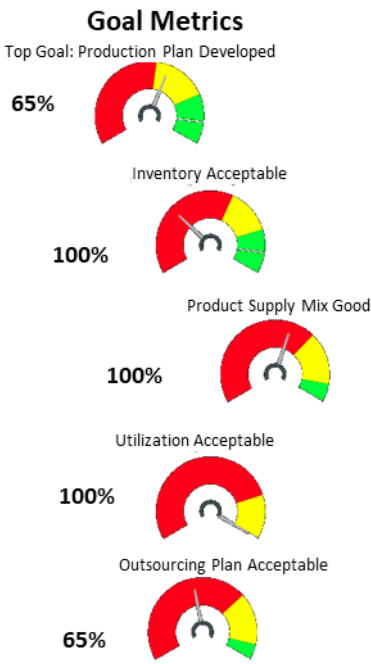 Goal Metrics
Top Goal: Production Plan Developed
65%
Inventory Acceptable
100%
Product Supply Mix Good
100%
Utilization Acceptable
100%
Outsourcing Plan Acceptable
65%